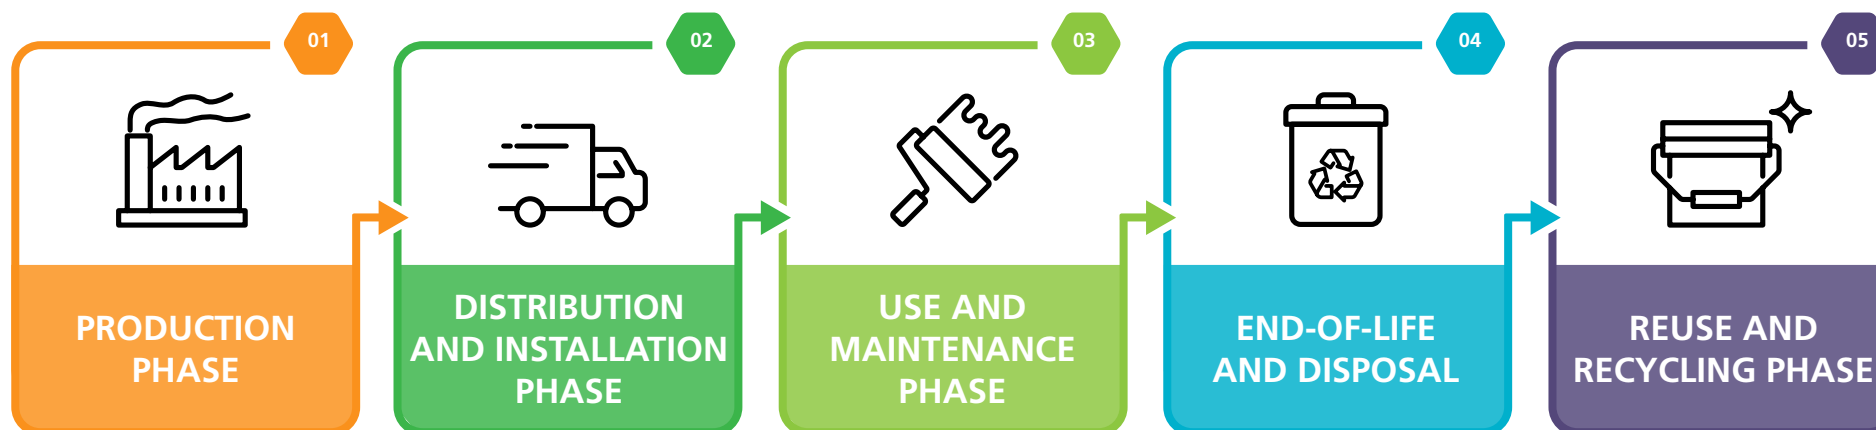 01
02
03
04
05
PRODUCTION
PHASE
DISTRIBUTION
AND INSTALLATION
PHASE
USE AND
MAINTENANCE
PHASE
END-OF-LIFE
AND DISPOSAL
REUSE AND
RECYCLING PHASE